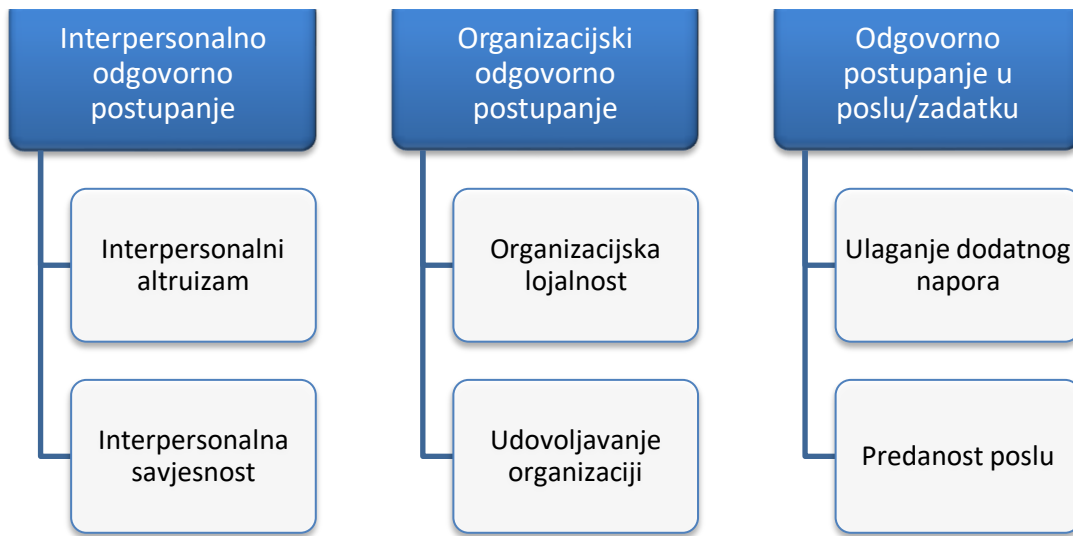 Interpersonalno
odgovorno
postupanje
Interpersonalni
altruizam
Interpersonalna
savjesnost
Organizacijski
odgovorno
postupanje
Organizacijska
lojalnost
Udovoljavanje
organizaciji
Odgovorno
postupanje u
poslu/zadatku
Ulaganje dodatnog
napora
Predanost poslu